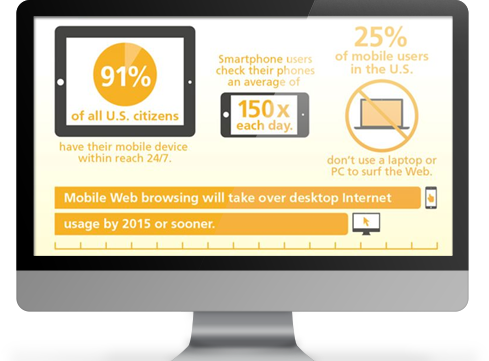 91%
of all U.S. citizens
have their mobile device
within reach 24/7.
Smartphone users
check their phones
an average of
150x
each day.
25%
of mobile users
in the U.S.
don't use a laptop or
PC to surf the Web.
Mobile Web browsing will take over desktop Internet
usage by 2015 or sooner.